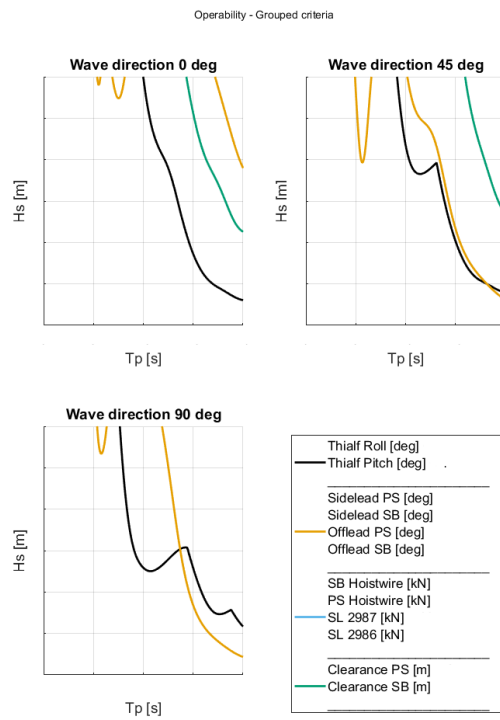 Operability - Grouped criteria
Wave direction 0 deg
Wave direction 45 deg
Hs [m]
Hs [m]
Tp [s]
Tp [s]
Wave direction 90 deg
Hs [m]
Tp [s]
Thialf Roll [deg]
Thialf Pitch [deg] .
Sidelead PS [deg]
Sidelead SB [deg]
Offlead PS [deg]
Offlead SB [deg]
SB Hoistwire [kN]
PS Hoistwire [kN]
SL 2987 [kN]
SL 2986 [kN]
Clearance PS [m]
Clearance SB [m]